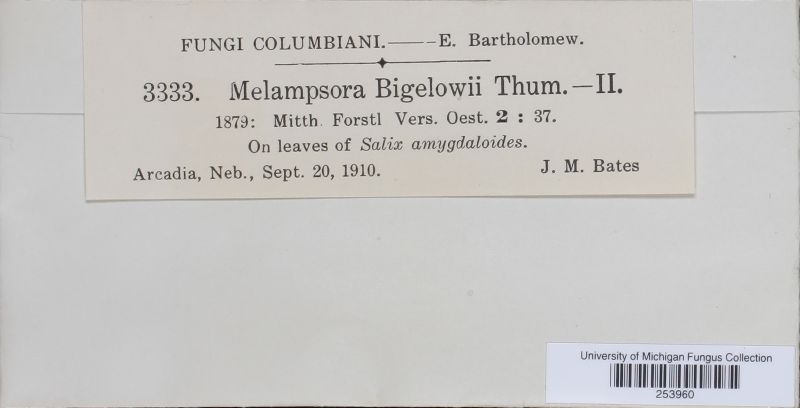 FUNGI COLUMBIANI.——-E. Bartholomew.
3333. Melampsora Bigelowii Thum.—II.
1879: Mitth. Forstl Vers. Oest. 2 : 37.
On leaves of Salix amygdaloides.
Arcadia, Neb., Sept. 20, 1910. J. M. Bates
University of Michigan Fungus Collection
253960